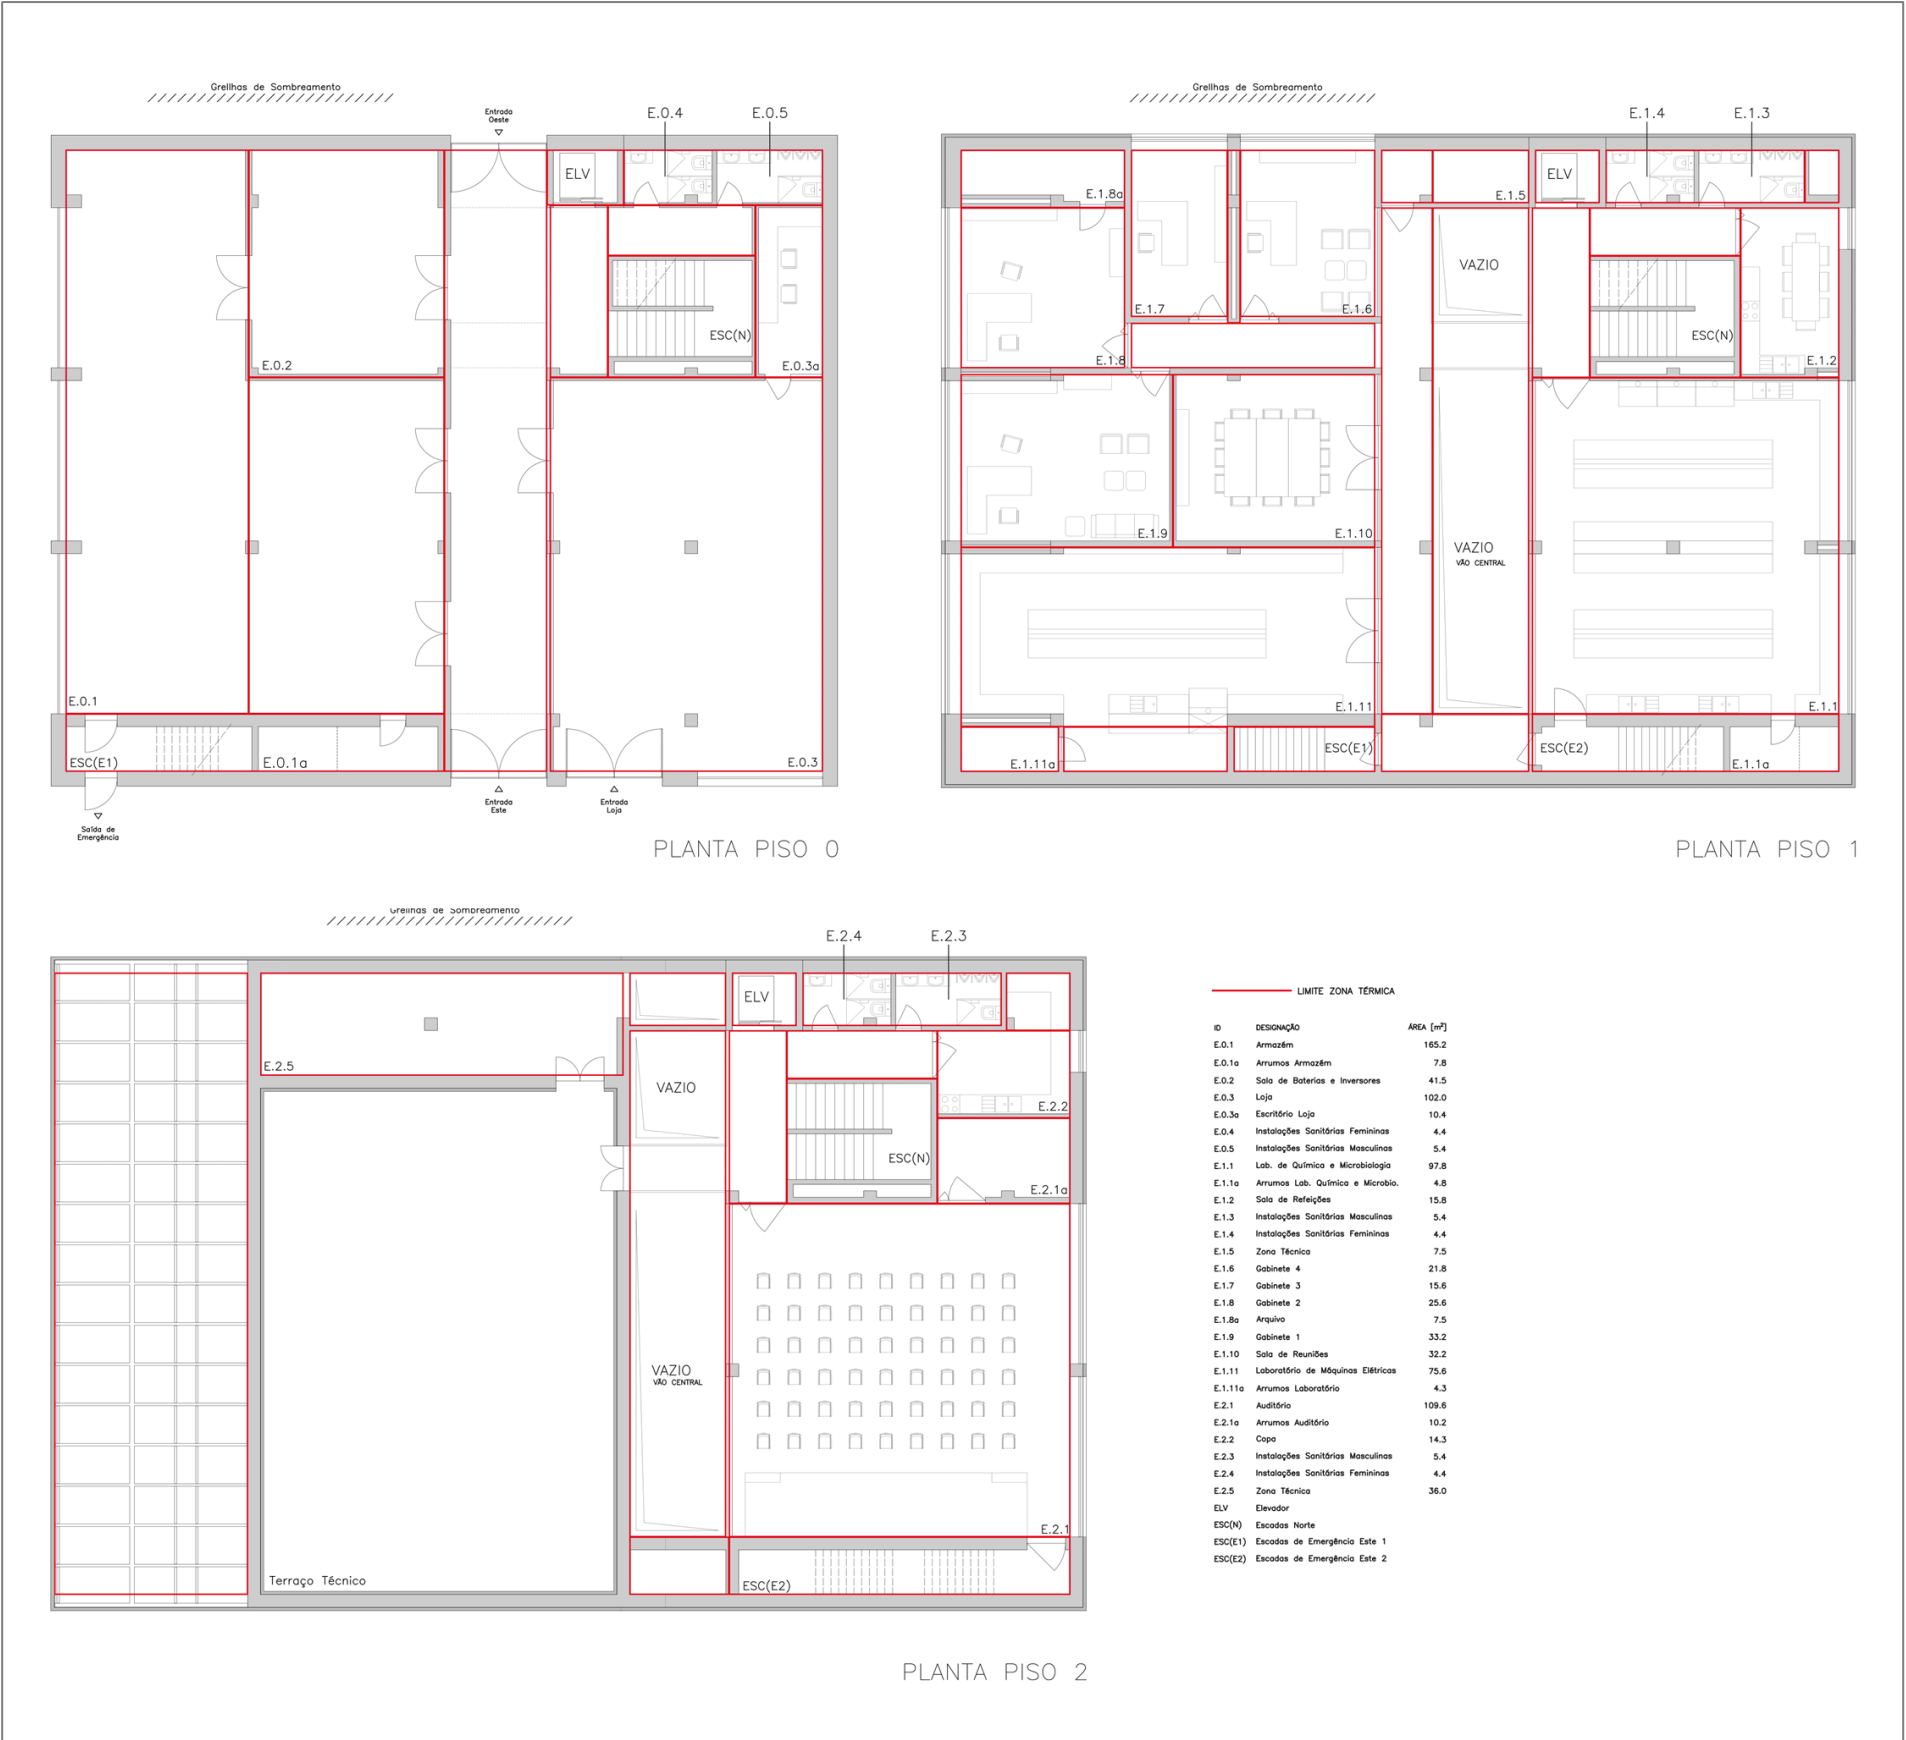 Grellhas de Sombreamento
Entrada
Oeste
E.0.4
E.0.5
ELV
ESC(N)
E.0.2
E.0.3a
E.0.1
ESC(E1)
E.0.1a
E.0.3
Entrada
Este
Entrada
Loja
Saída de
Emergência
PLANTA PISO 0
Grellhas de Sombreamento
E.1.4
E.1.3
E.1.8a
E.1.5
ELV
VAZIO
E.1.7
E.1.6
ESC(N)
E.1.8
E.1.2
E.1.9
E.1.10
VAZIO
VÃO CENTRAL
E.1.11
E.1.1
ESC(E1)
ESC(E2)
E.1.11a
E.1.1a
PLANTA PISO 1
Grellhas de Sombreamento
E.2.4
E.2.3
ELV
E.2.5
VAZIO
E.2.2
ESC(N)
E.2.1a
VAZIO
VÃO CENTRAL
E.2.1
Terraço Técnico
ESC(E2)
PLANTA PISO 2
LIMITE ZONA TÉRMICA
ID DESIGNAÇÃO ÁREA [m²]
E.0.1 Armazém 165.2
E.0.1a Arrumos Armazém 7.8
E.0.2 Sala de Baterias e Inversores 41.5
E.0.3 Loja 102.0
E.0.3a Escritório Loja 10.4
E.0.4 Instalações Sanitárias Femininas 4.4
E.0.5 Instalações Sanitárias Masculinas 5.4
E.1.1 Lab. de Química e Microbiologia 97.8
E.1.1a Arrumos Lab. Química e Microbio. 4.8
E.1.2 Sala de Refeições 15.8
E.1.3 Instalações Sanitárias Masculinas 5.4
E.1.4 Instalações Sanitárias Femininas 4.4
E.1.5 Zona Técnica 7.5
E.1.6 Gabinete 4 21.8
E.1.7 Gabinete 3 15.6
E.1.8 Gabinete 2 25.6
E.1.8a Arquivo 7.5
E.1.9 Gabinete 1 33.2
E.1.10 Sala de Reuniões 32.2
E.1.11 Laboratório de Máquinas Elétricas 75.6
E.1.11a Arrumos Laboratório 4.3
E.2.1 Auditório 109.6
E.2.1a Arrumos Auditório 10.2
E.2.2 Copa 14.3
E.2.3 Instalações Sanitárias Masculinas 5.4
E.2.4 Instalações Sanitárias Femininas 4.4
E.2.5 Zona Técnica 36.0
ELV Elevador
ESC(N) Escadas Norte
ESC(E1) Escadas de Emergência Este 1
ESC(E2) Escadas de Emergência Este 2